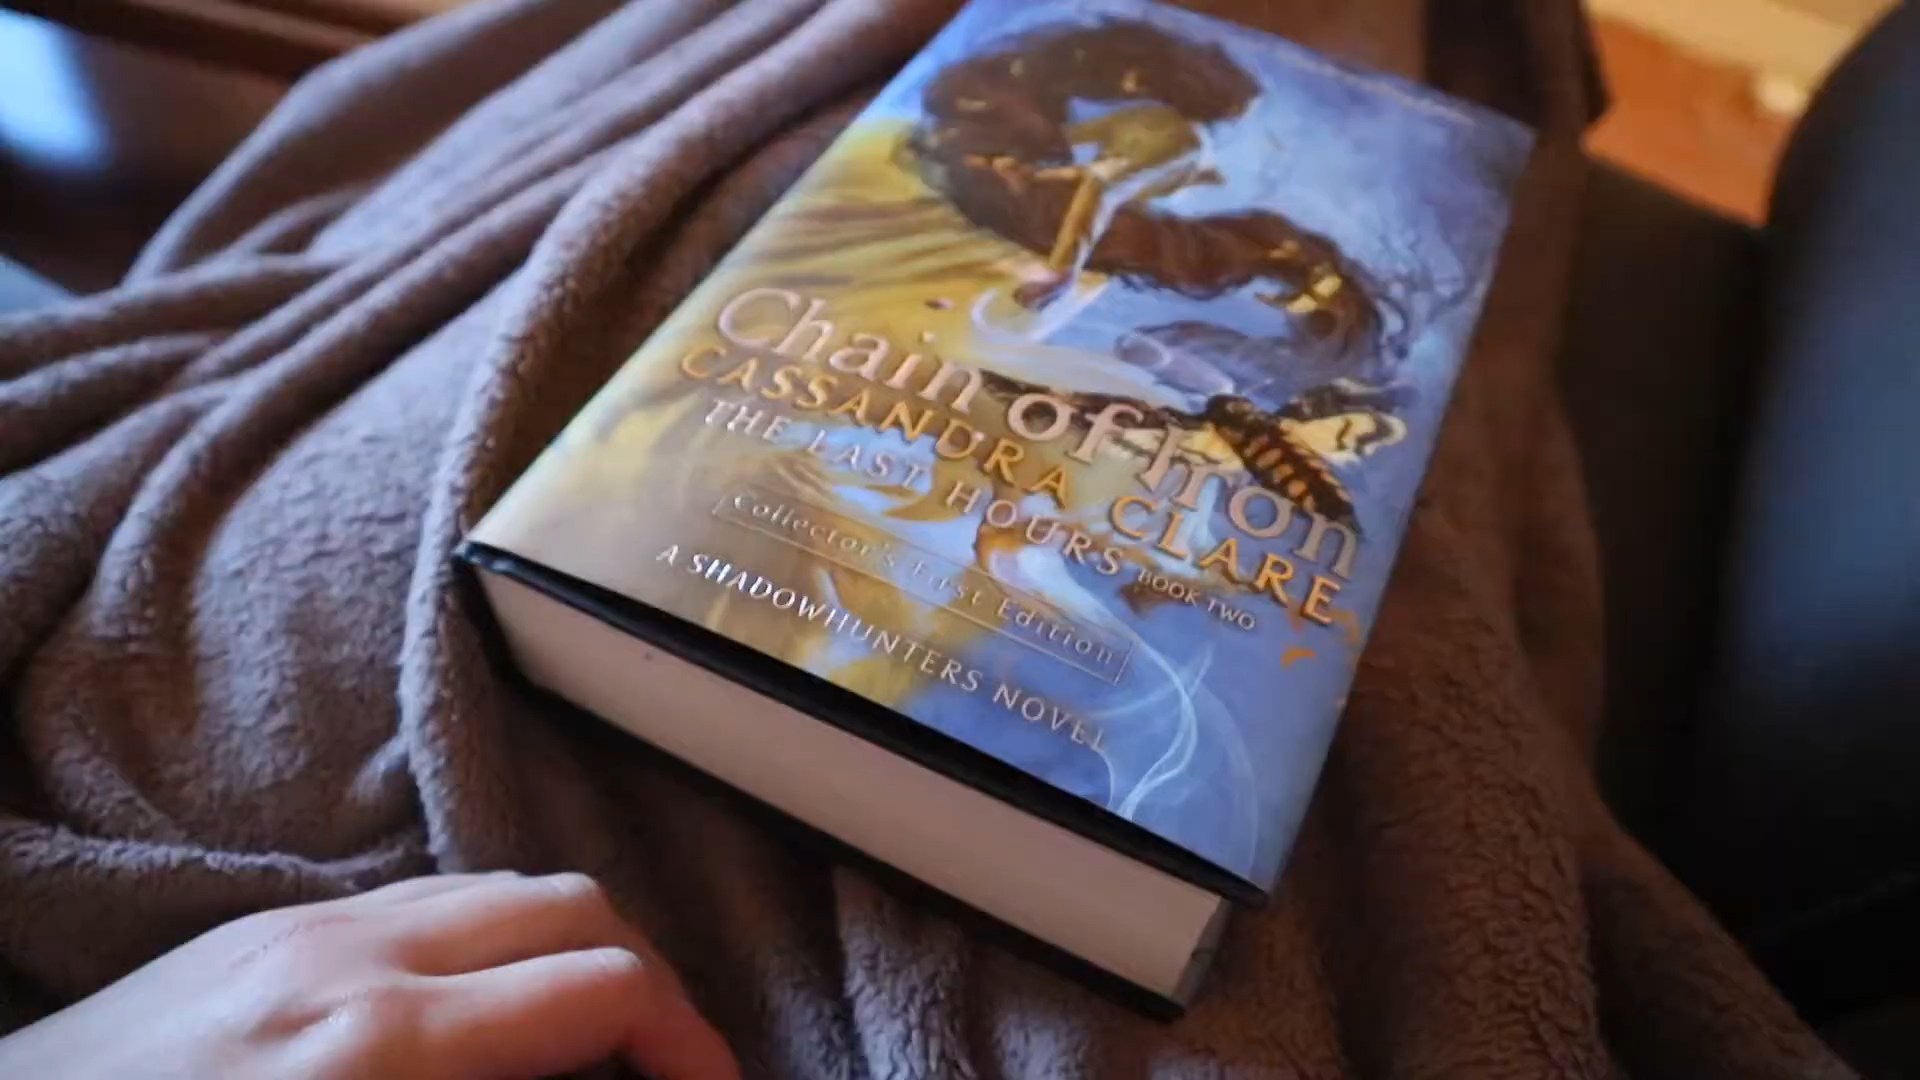 Chain of Iron
CASSANDRA CLARE
THE LAST HOURS BOOK TWO
Collector's First Edition
A SHADOWHUNTERS NOVEL